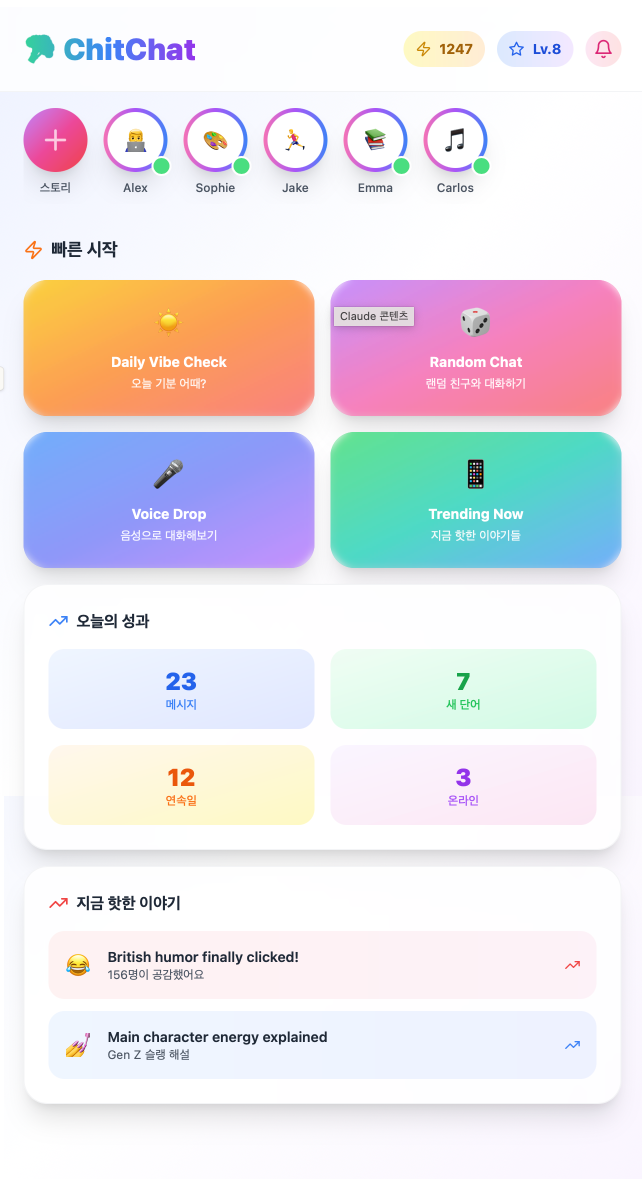 ChitChat
1247
Lv.8
스토리
Alex
Sophie
Jake
Emma
Carlos
빠른 시작
Daily Vibe Check
오늘 기분 어때?
Claude 콘텐츠
Random Chat
랜덤 친구와 대화하기
Voice Drop
음성으로 대화해보기
Trending Now
지금 핫한 이야기들
오늘의 성과
23
메시지
7
새 단어
12
연속일
3
온라인
지금 핫한 이야기
British humor finally clicked!
156명이 공감했어요
Main character energy explained
Gen Z 슬랭 해설